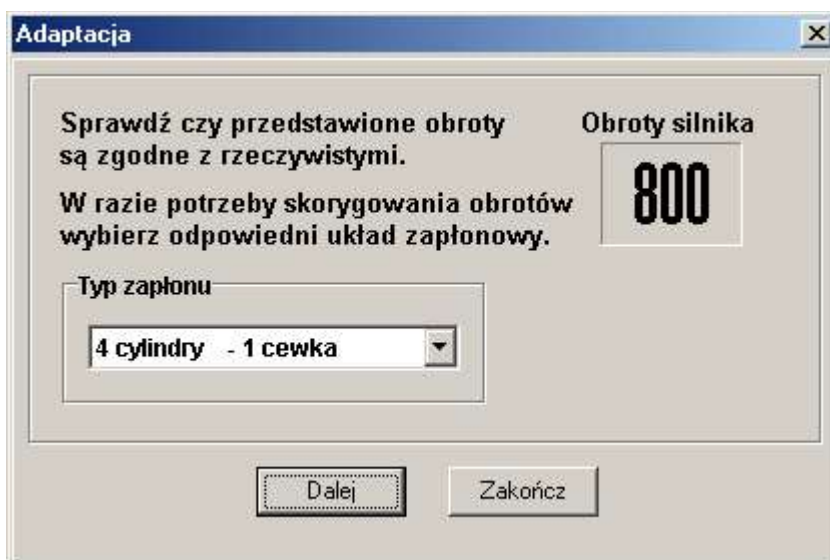 Adaptacja
Sprawdź czy przedstawione obroty
są zgodne z rzeczywistymi.
W razie potrzeby skorygowania obrotów
wybierz odpowiedni układ zapłonowy.
Obroty silnika
800
Typ zapłonu
4 cylindry - 1 cewka
Dalej
Zakończ